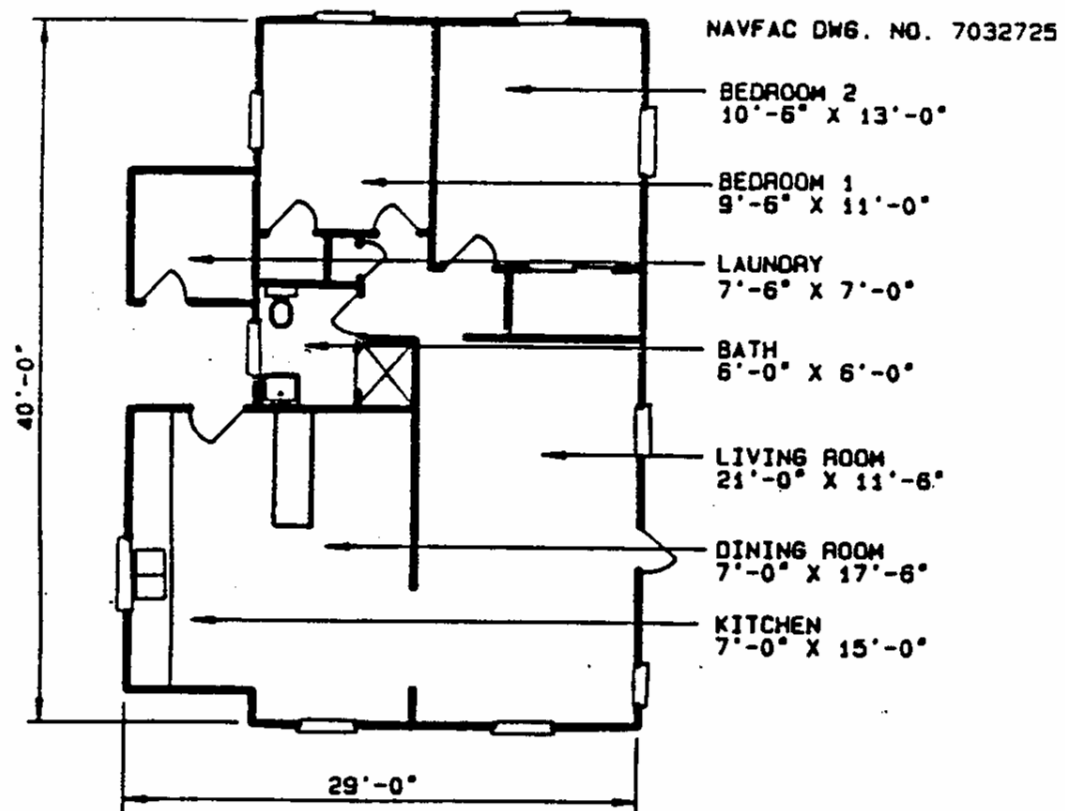 NAVFAC DWG. NO. 7032725
BEDROOM 2
10'-6" X 13'-0"
BEDROOM 1
9'-6" X 11'-0"
LAUNDRY
7'-6" X 7'-0"
BATH
6'-0" X 6'-0"
LIVING ROOM
21'-0" X 11'-6"
DINING ROOM
7'-0" X 17'-6"
KITCHEN
7'-0" X 15'-0"
40'-0"
29'-0"